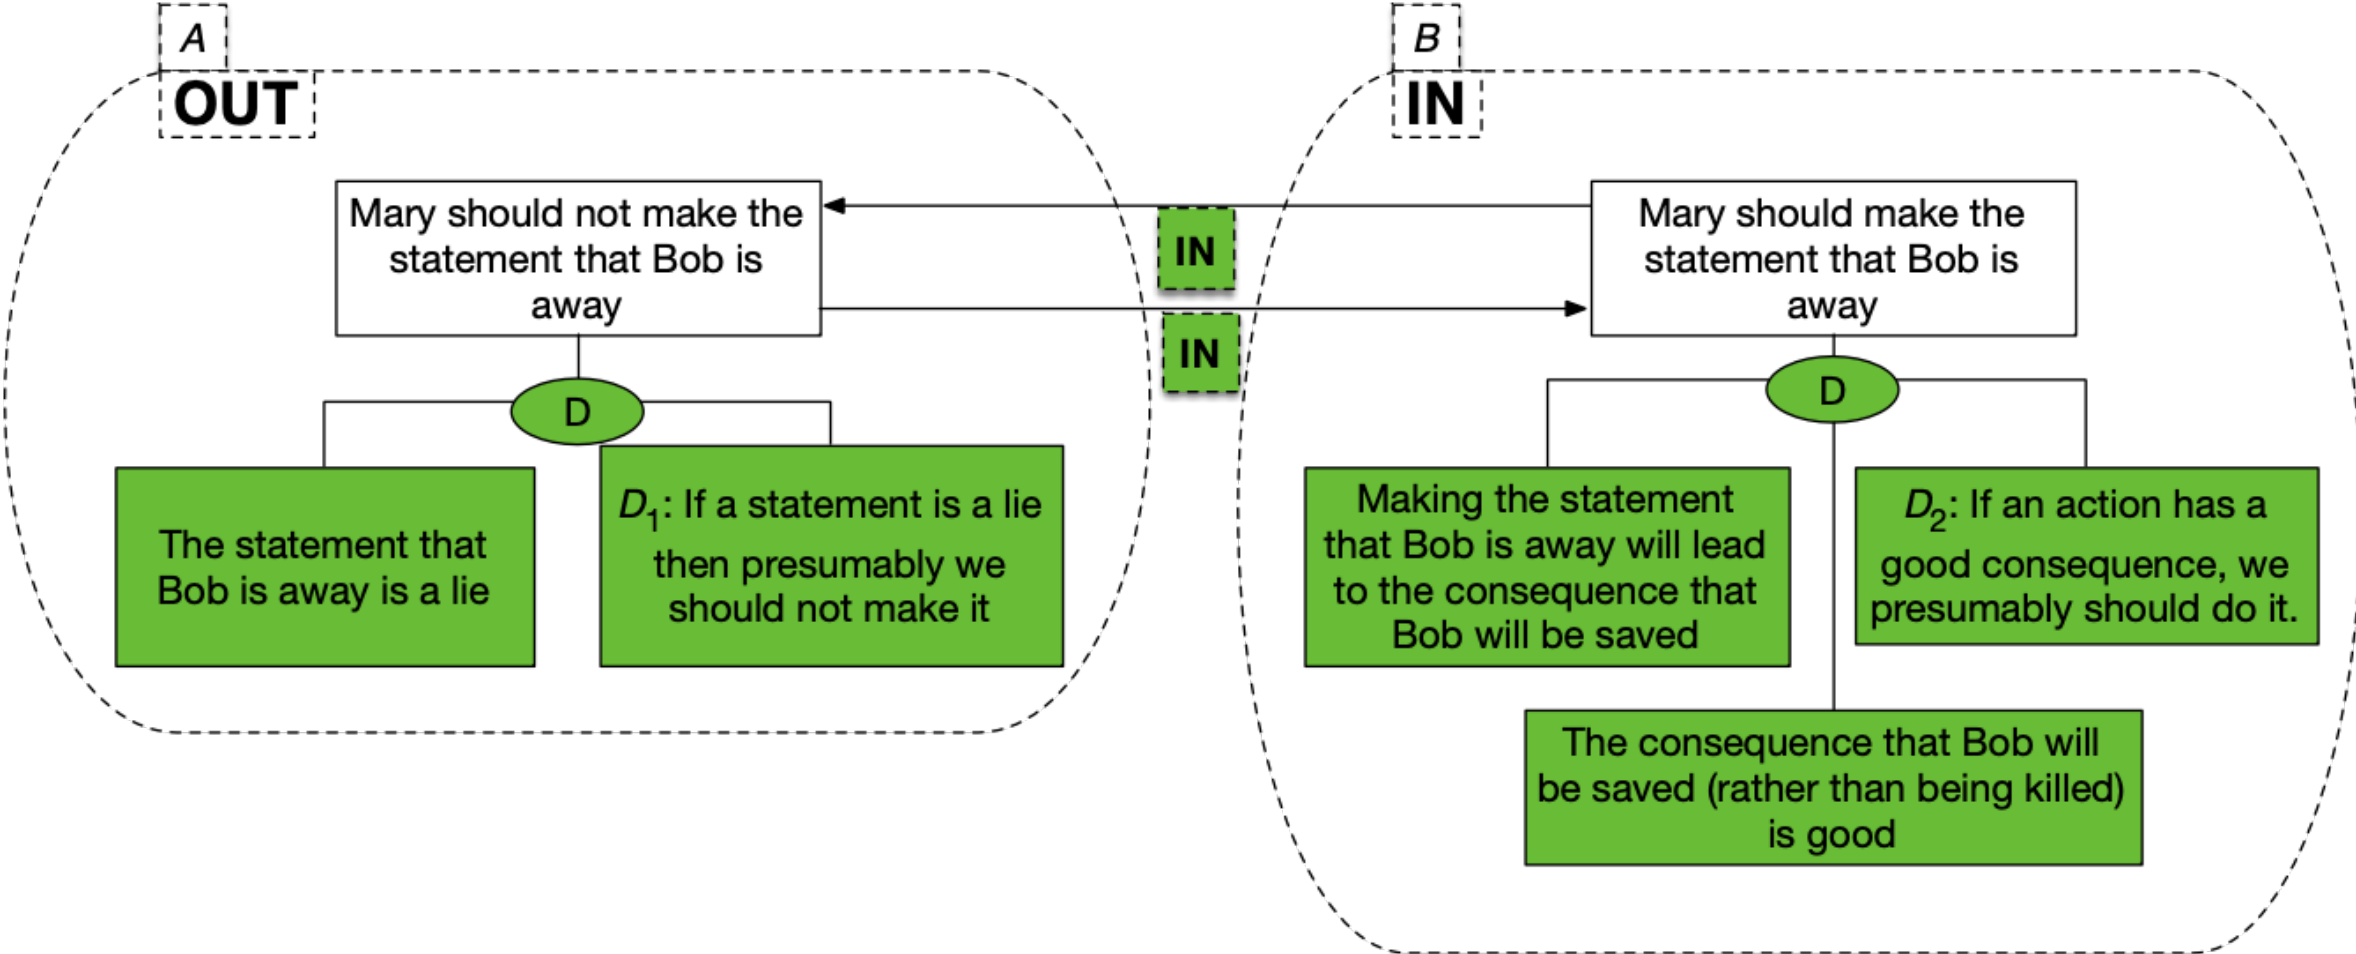 A
OUT
Mary should not make the
statement that Bob is
away
D
The statement that
Bob is away is a lie
D1: If a statement is a lie
then presumably we
should not make it
IN
IN
B
IN
Mary should make the
statement that Bob is
away
D
Making the statement
that Bob is away will lead
to the consequence that
Bob will be saved
D2: If an action has a
good consequence, we
presumably should do it.
The consequence that Bob will
be saved (rather than being killed)
is good